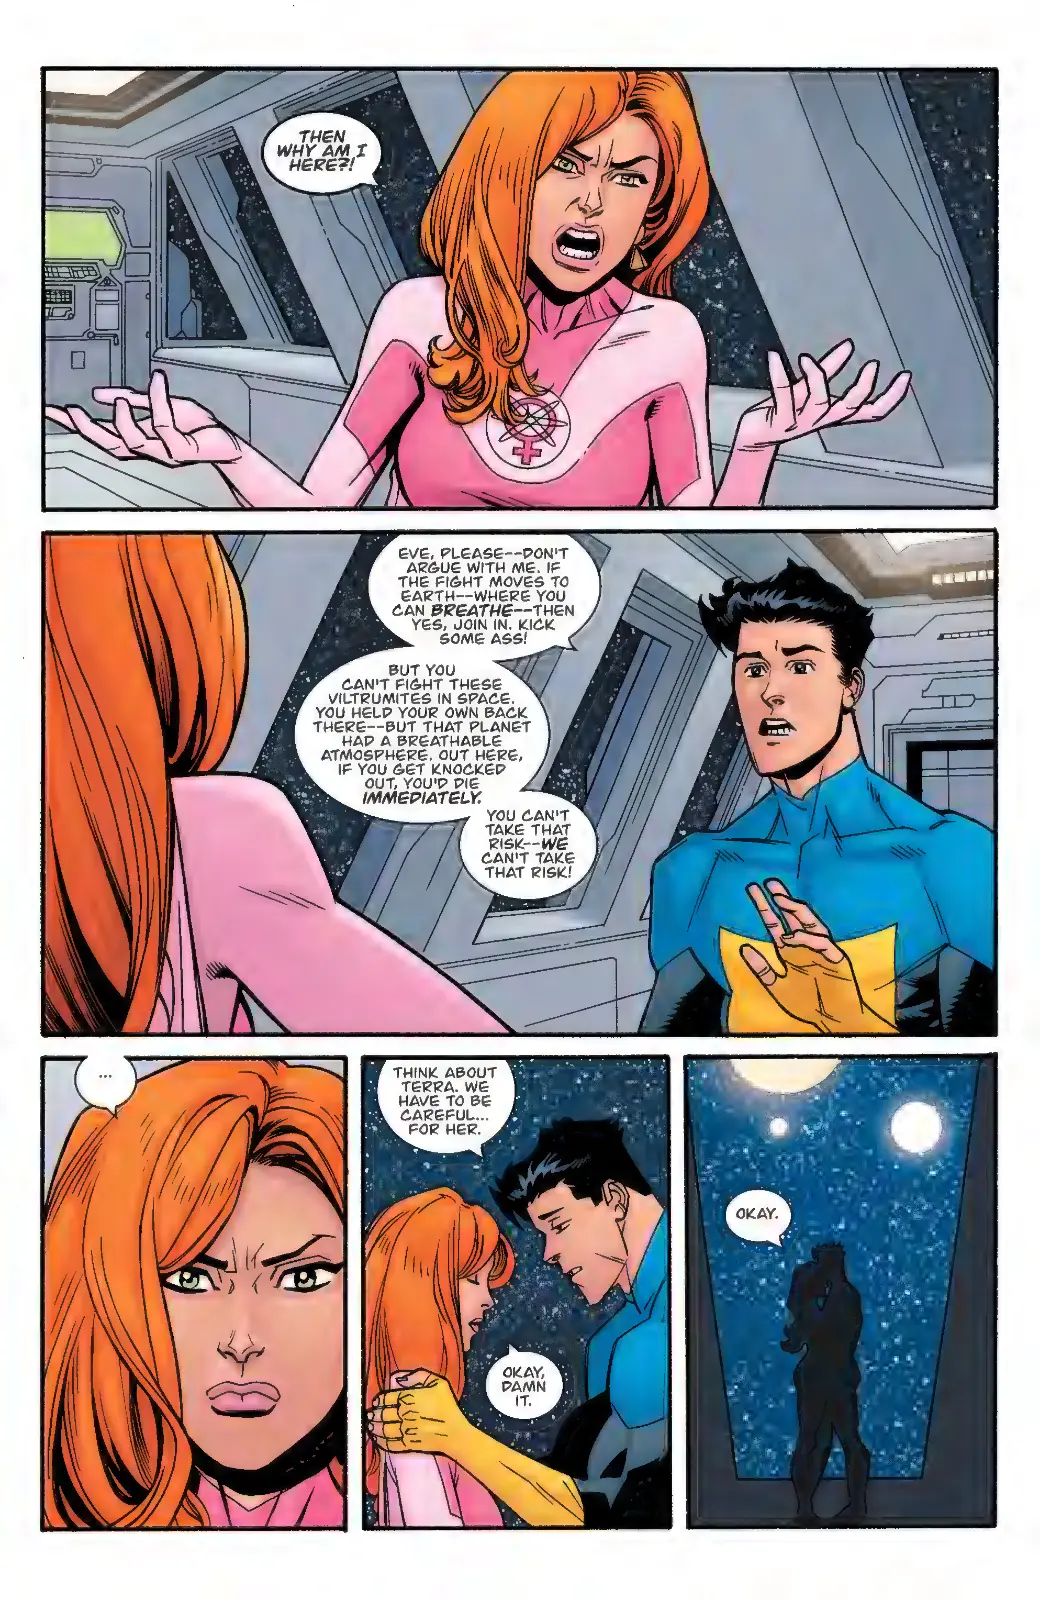 THEN
WHY AM I
HERE?!
EVE, PLEASE--DON'T
ARGUE WITH ME. IF
THE FIGHT MOVES TO
EARTH--WHERE YOU
CAN BREATHE--THEN
YES, JOIN IN. KICK
SOME ASS!
BUT YOU
CAN'T FIGHT THESE
VILTRUMITES IN SPACE.
YOU HELD YOUR OWN BACK
THERE--BUT THAT PLANET
HAD A BREATHABLE
ATMOSPHERE. OUT HERE,
IF YOU GET KNOCKED
OUT, YOU'D DIE
IMMEDIATELY.
YOU CAN'T
TAKE THAT
RISK--WE
CAN'T TAKE
THAT RISK!
...
THINK ABOUT
TERRA. WE
HAVE TO BE
CAREFUL...
FOR HER.
OKAY,
DAMN
IT.
OKAY.